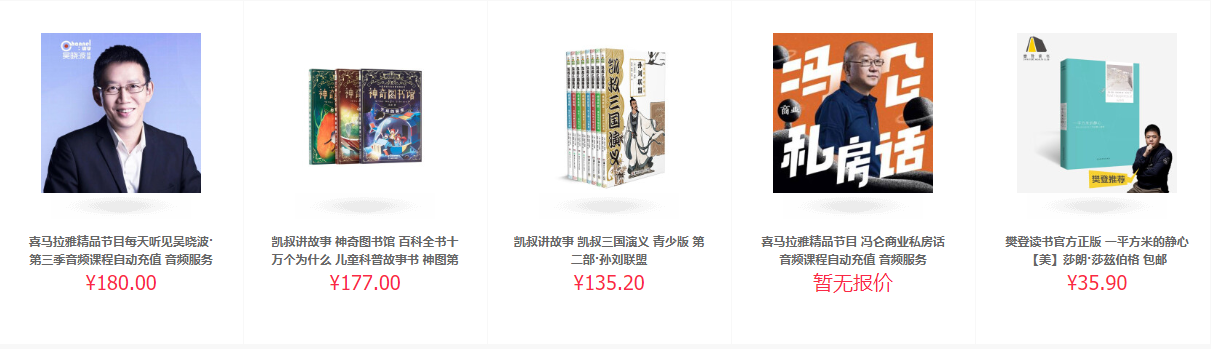 Channel
二频学
吴晓波
神奇图书馆
凯叔三国演义
孙刘联盟
冯仑
商业
私房话
樊登读书
樊登推荐
喜马拉雅精品节目每天听见吴晓波·
第三季音频课程自动充值 音频服务
¥180.00
凯叔讲故事 神奇图书馆 百科全书十
万个为什么 儿童科普故事书 神图第
¥177.00
凯叔讲故事 凯叔三国演义 青少版 第
二部·孙刘联盟
¥135.20
喜马拉雅精品节目 冯仑商业私房话
音频课程自动充值 音频服务
暂无报价
樊登读书官方正版 一平方米的静心
【美】莎朗·莎兹伯格 包邮
¥35.90